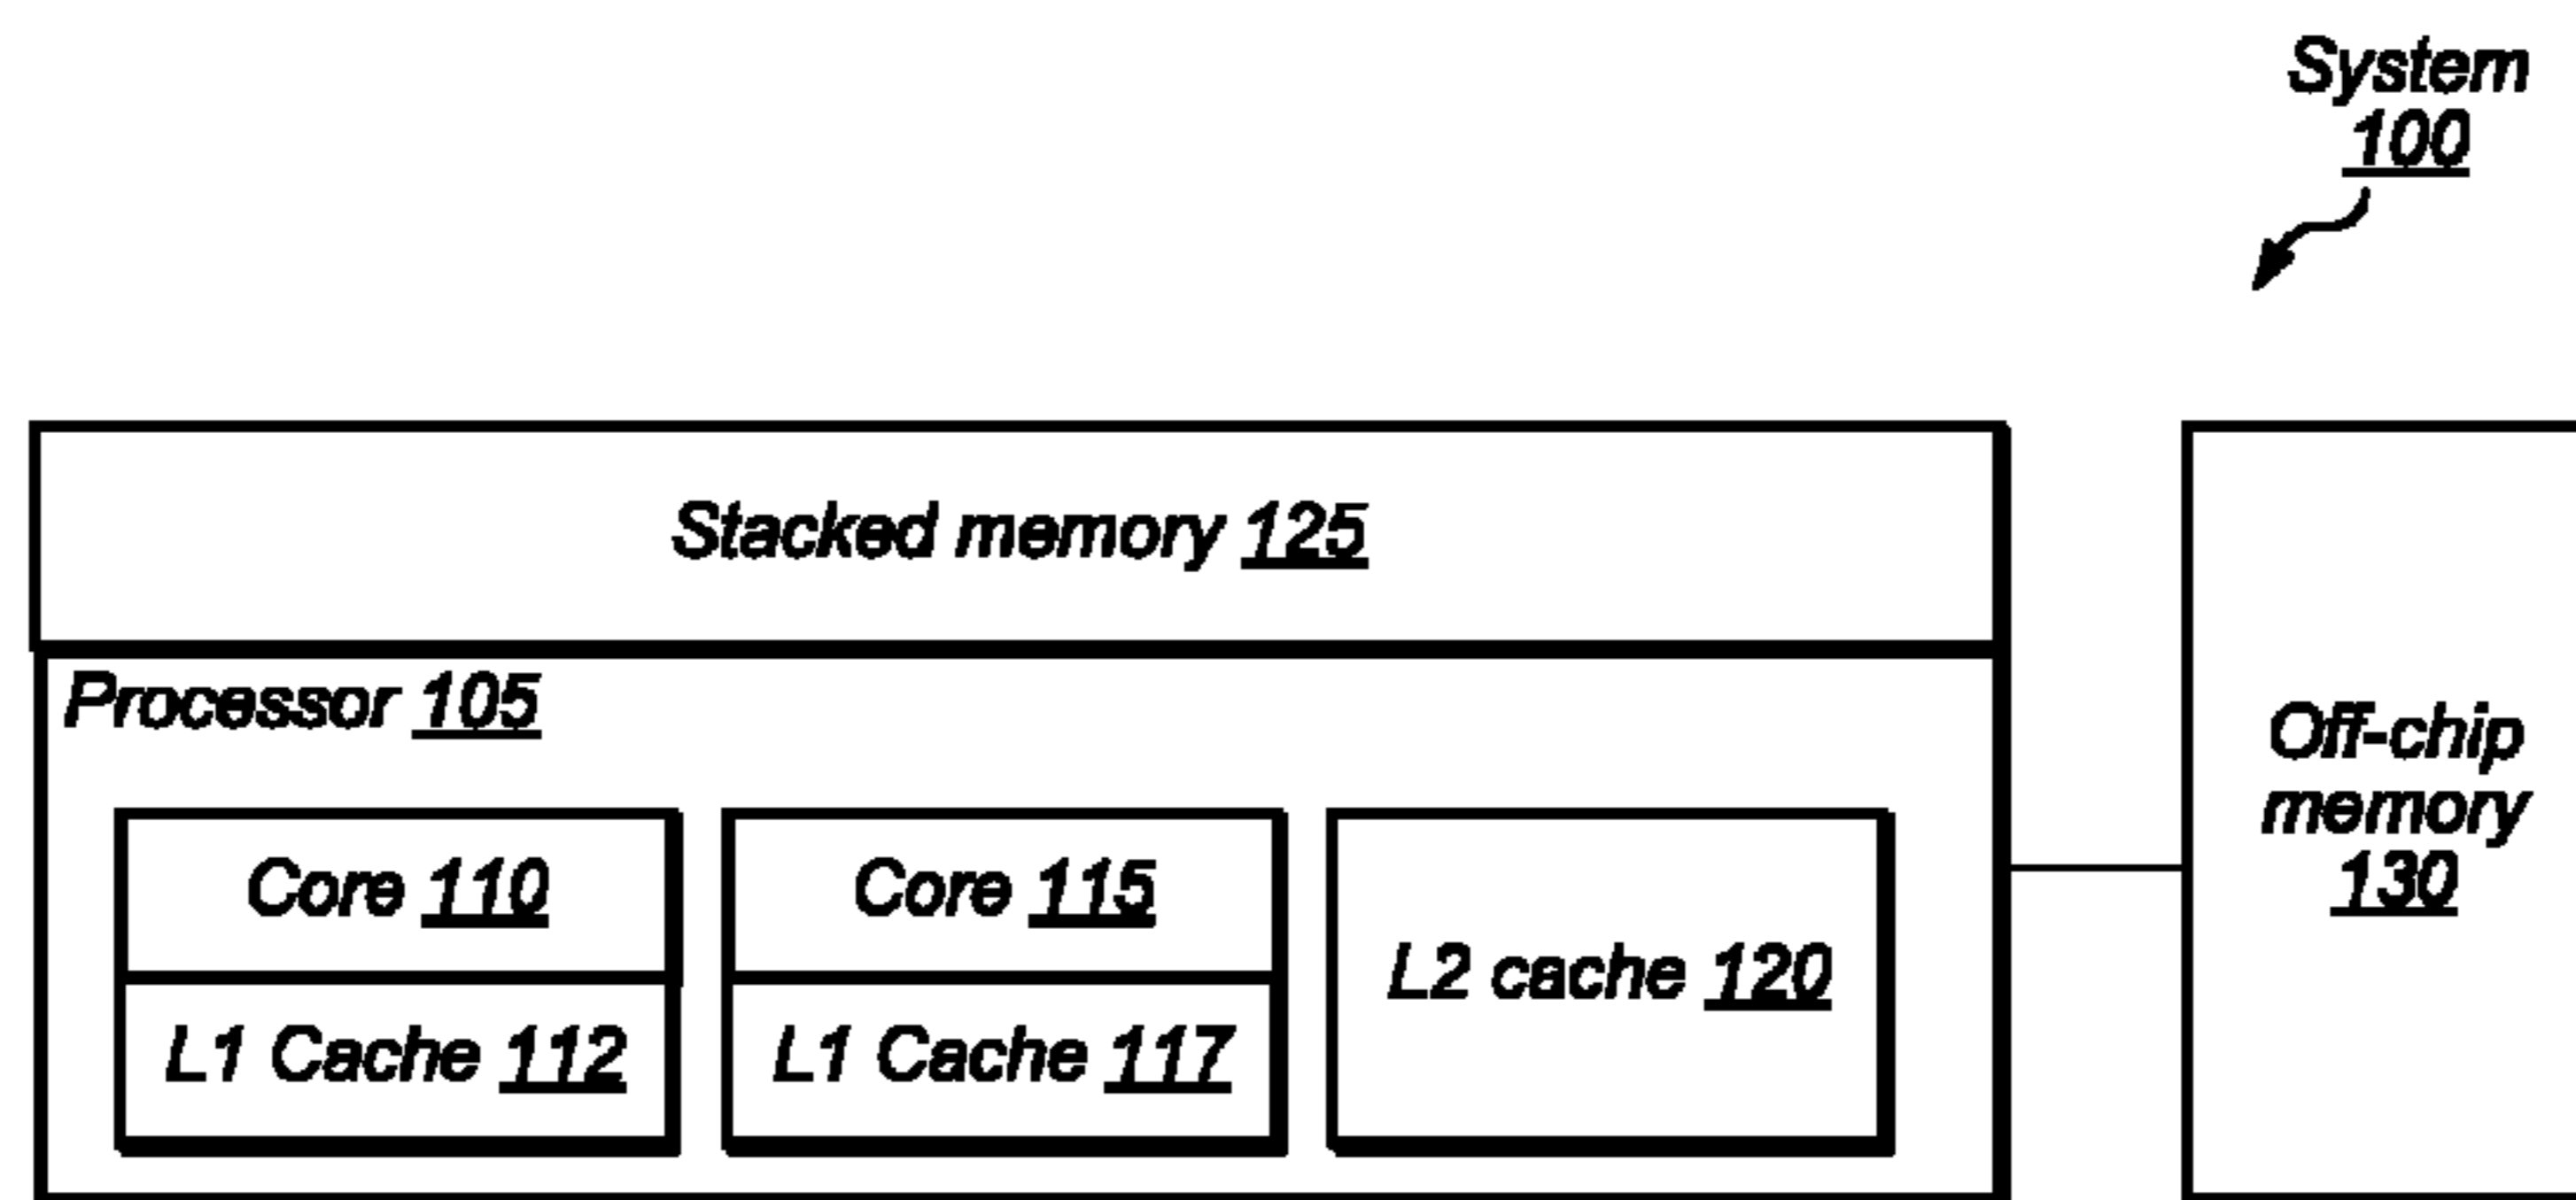 System
100
Stacked memory 125
Processor 105
Core 110
L1 Cache 112
Core 115
L1 Cache 117
L2 cache 120
Off-chip
memory
130